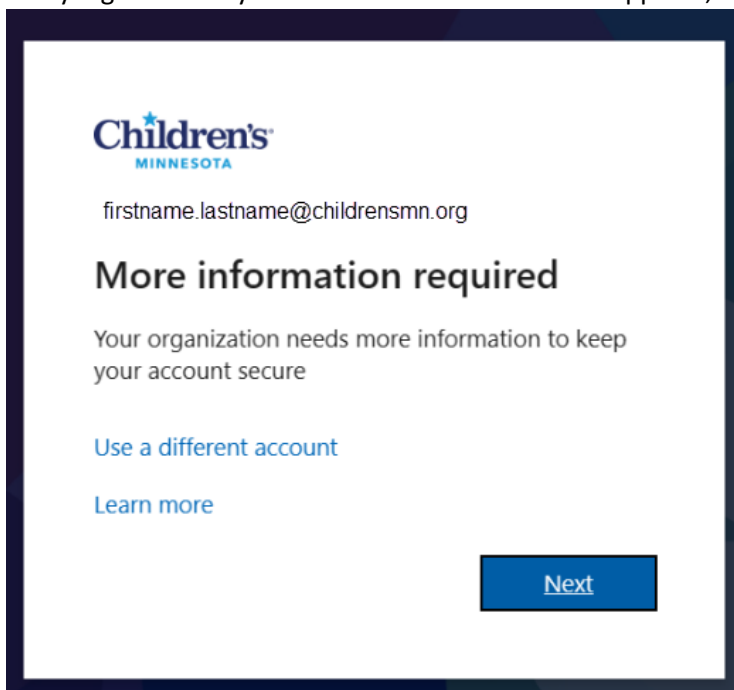 Children's
MINNESOTA
firstname.lastname@childrensmn.org
More information required
Your organization needs more information to keep
your account secure
Use a different account
Learn more
Next